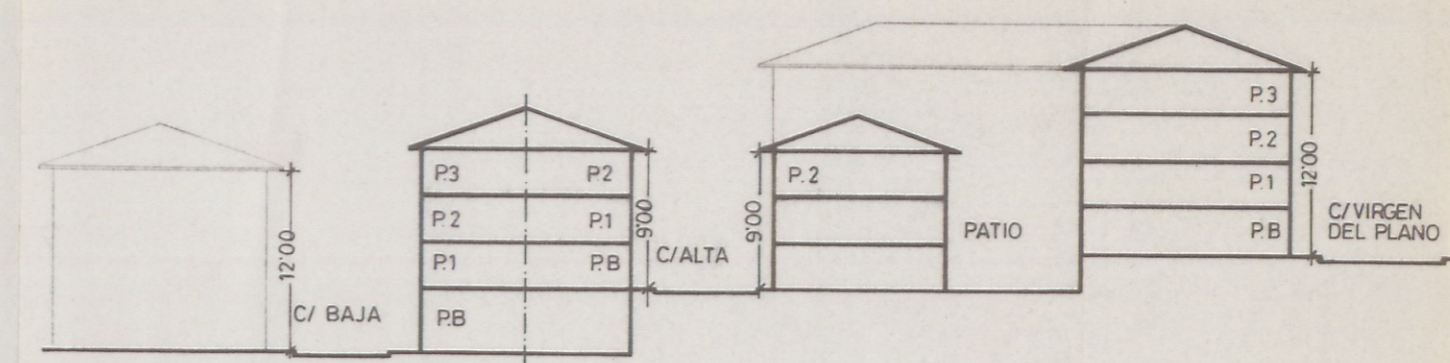 12.00
C/ BAJA
P.3 P.2
P.2 P.1
P.1 P.B
P.B
9.00
C/ALTA
9.00
P.2
PATIO
P.3
P.2
P.1
P.B
12.00
C/VIRGEN
DEL PLANO